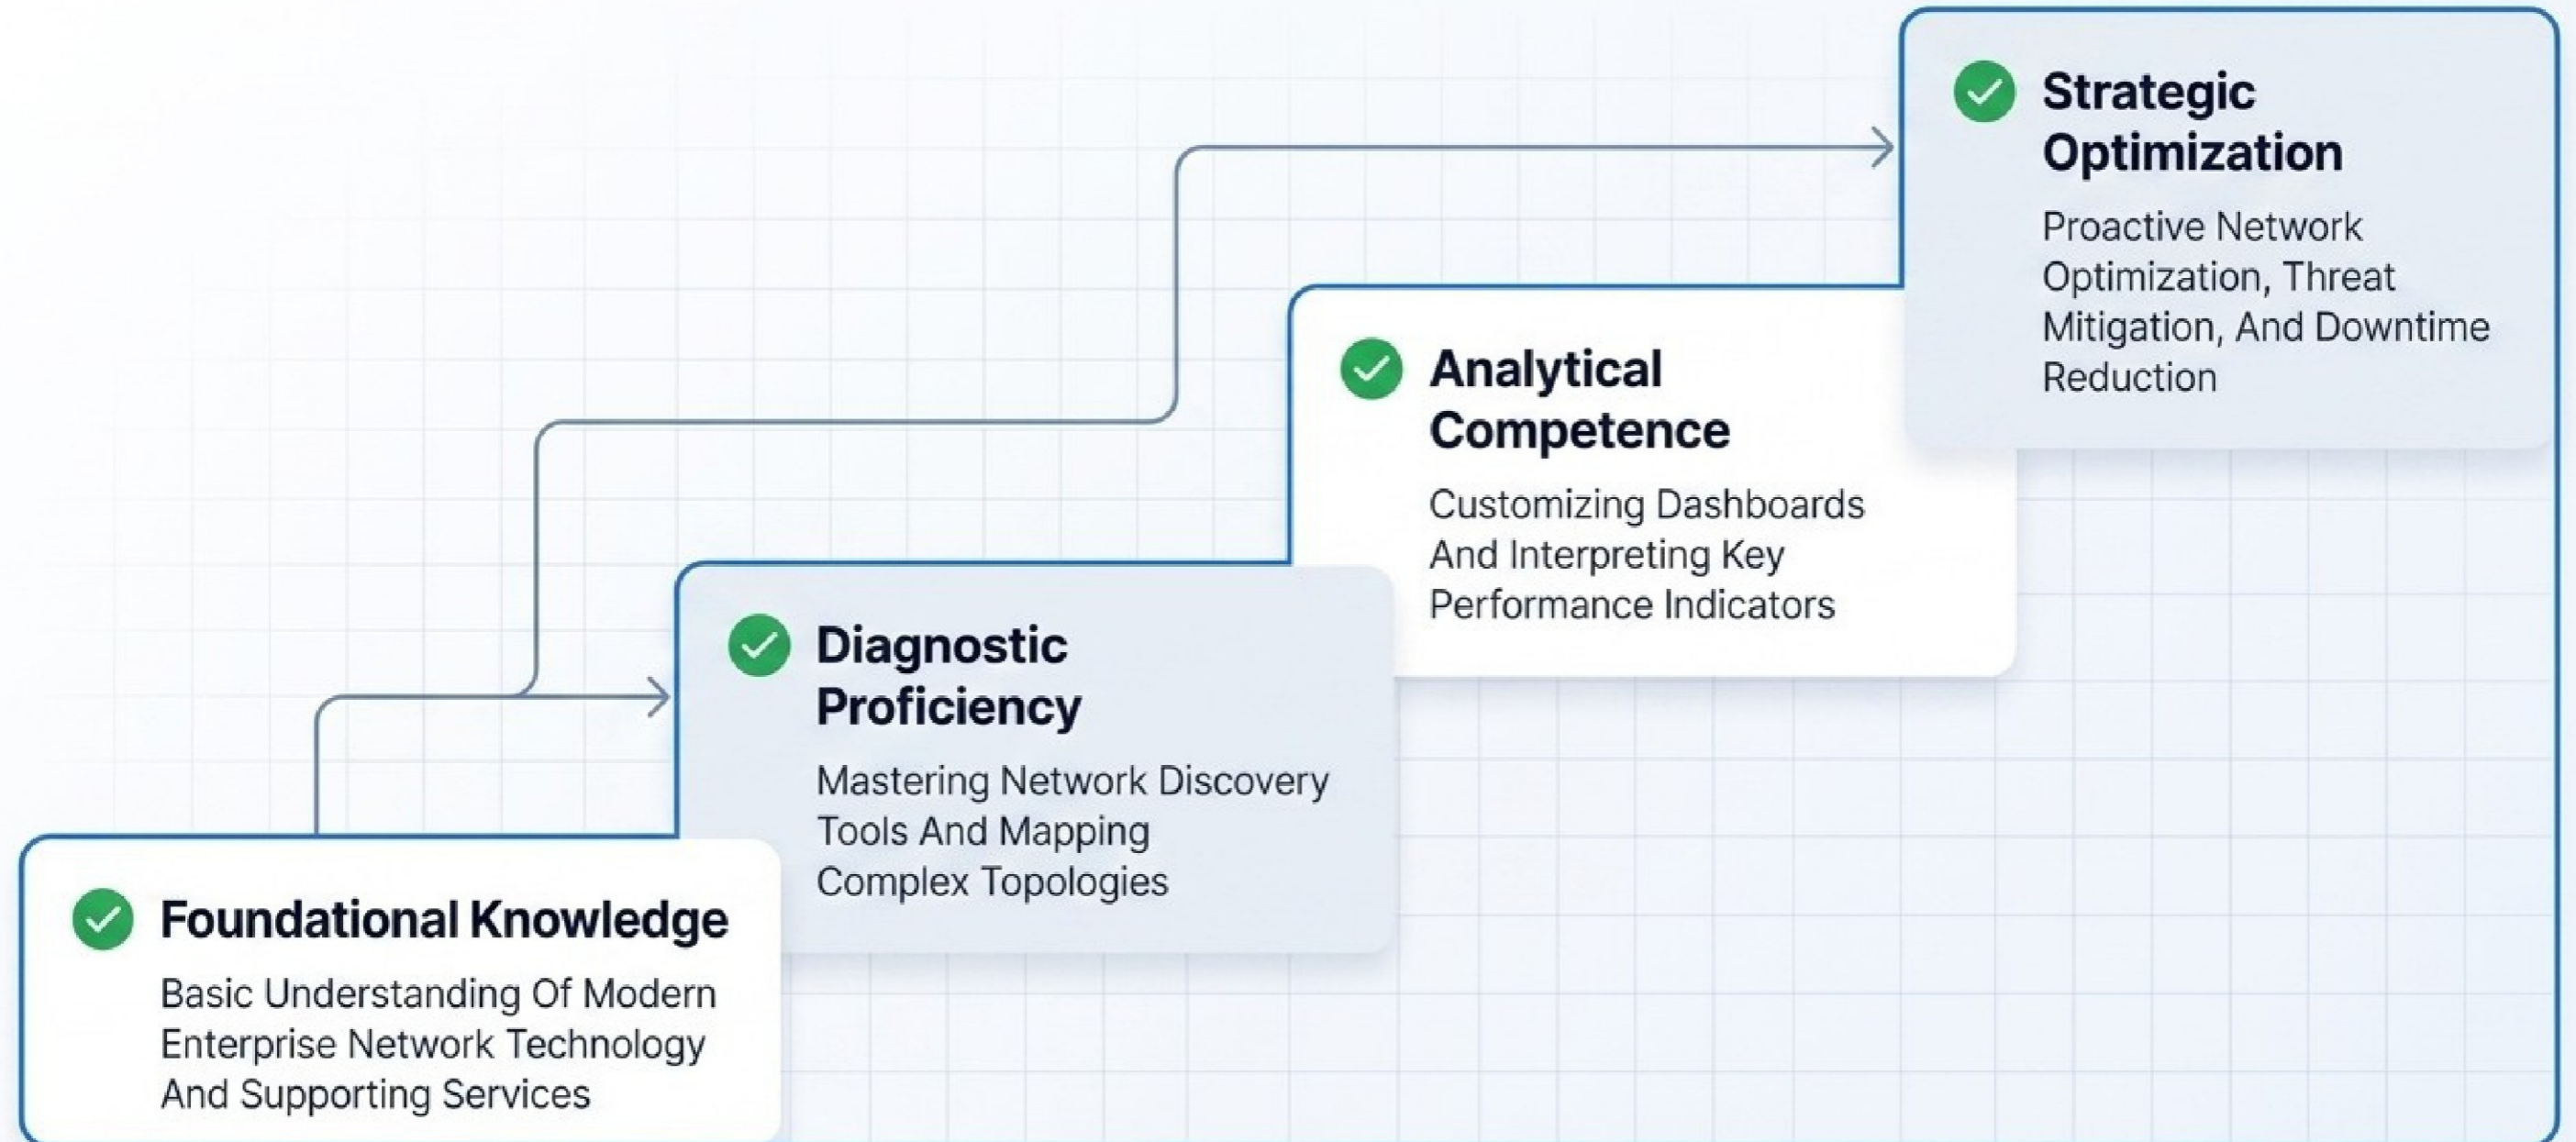 Strategic
Optimization
Proactive Network
Optimization, Threat
Mitigation, And Downtime
Reduction
Analytical
Competence
Customizing Dashboards
And Interpreting Key
Performance Indicators
Diagnostic
Proficiency
Mastering Network Discovery
Tools And Mapping
Complex Topologies
Foundational Knowledge
Basic Understanding Of Modern
Enterprise Network Technology
And Supporting Services